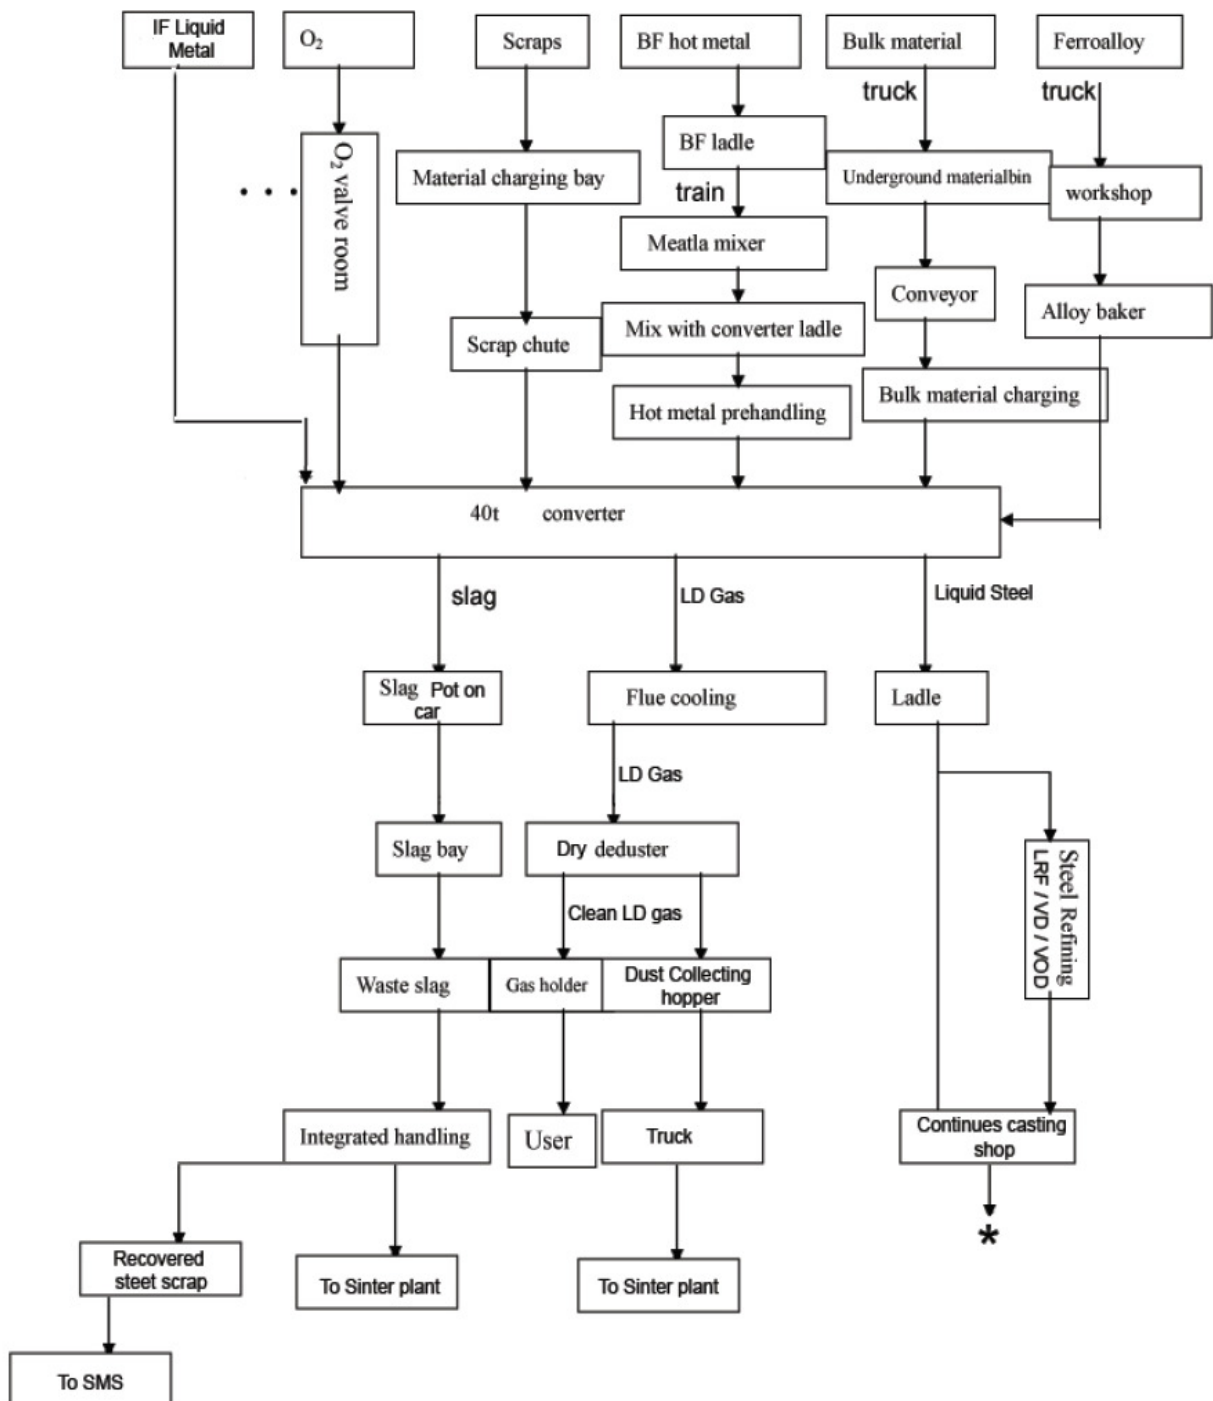 IF Liquid
Metal
O₂
Scraps
BF hot metal
Bulk material
Ferroalloy
truck
truck
BF ladle
O₂ valve room
Material charging bay
Underground materialbin
workshop
train
Meatla mixer
Conveyor
Alloy baker
Scrap chute
Mix with converter ladle
Bulk material charging
Hot metal prehandling
40t converter
slag
LD Gas
Liquid Steel
Slag Pot on
car
Flue cooling
Ladle
LD Gas
Slag bay
Dry deduster
Steel Refining
LRF / VD / VOD
Clean LD gas
Waste slag
Gas holder
Dust Collecting
hopper
Integrated handling
User
Truck
Continues casting
shop
*
Recovered
steet scrap
To Sinter plant
To Sinter plant
To SMS